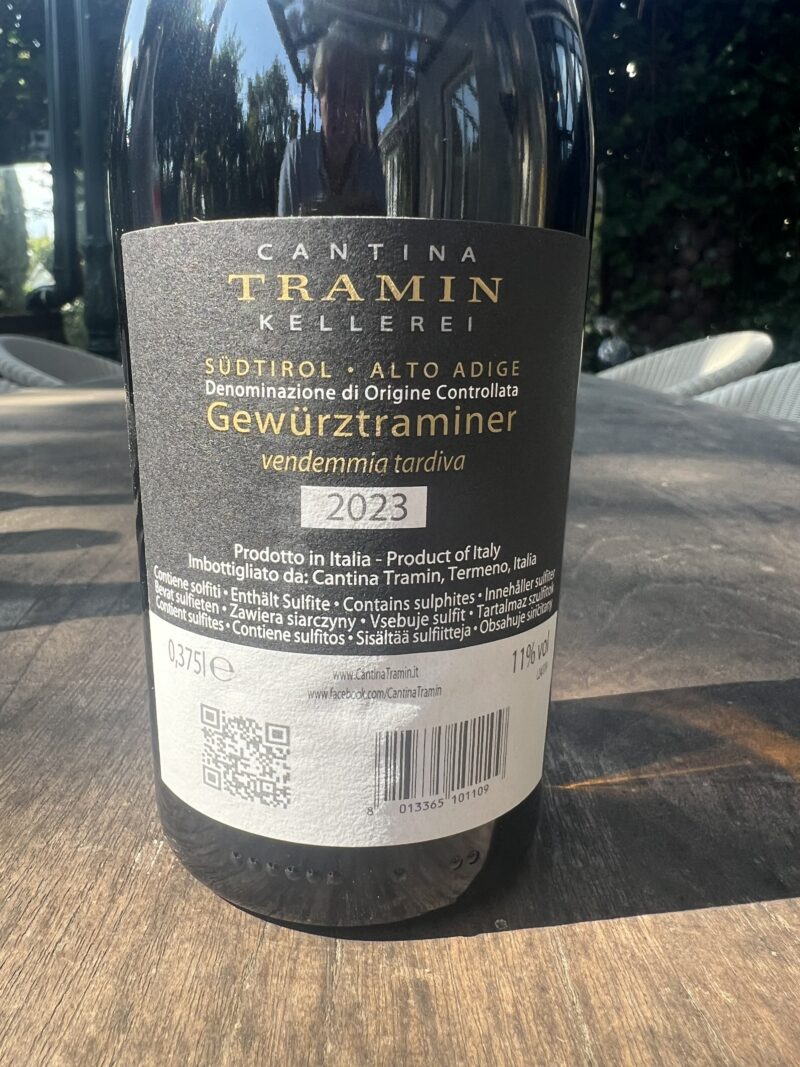 CANTINA
TRAMIN
KELLEREI
SÜDTIROL • ALTO ADIGE
Denominazione di Origine Controllata
Gewürztraminer
vendemmia tardiva
2023
Prodotto in Italia - Product of Italy
Imbottigliato da: Cantina Tramin, Termeno, Italia
Contiene solfiti • Enthält Sulfite • Contains sulphites • Innehåller sulfiter
Bevat sulfieten • Zawiera siarczyny • Vsebuje sulfit • Tartalmaz szulfitok
Contient sulfites • Contiene sulfitos • Sisältää sulfiitteja • Obsahuje siričitany
0,375l e 11% vol
www.CantinaTramin.it
www.facebook.com/CantinaTramin
8 013365 101109